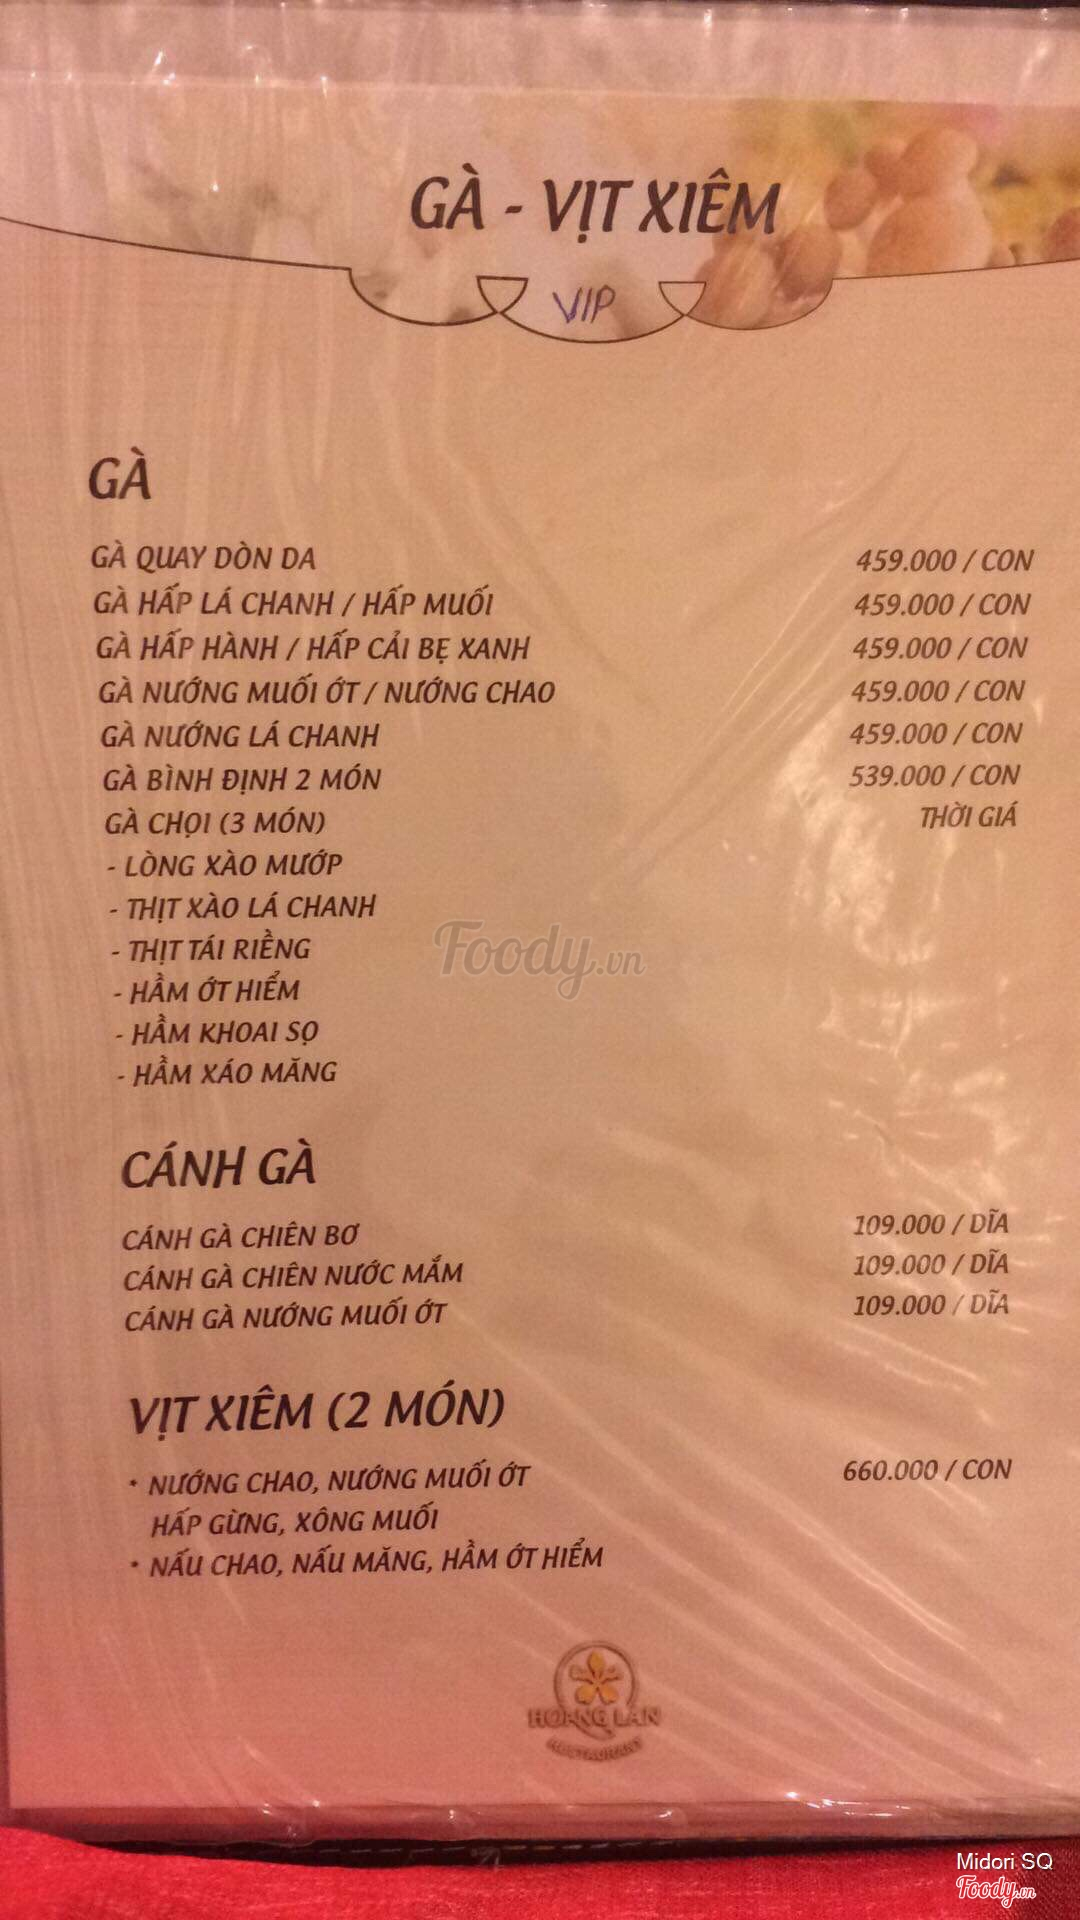 GÀ - VỊT XIÊM
VIP
GÀ
GÀ QUAY DÒN DA 459.000 / CON
GÀ HẤP LÁ CHANH / HẤP MUỐI 459.000 / CON
GÀ HẤP HÀNH / HẤP CẢI BẸ XANH 459.000 / CON
GÀ NƯỚNG MUỐI ỚT / NƯỚNG CHAO 459.000 / CON
GÀ NƯỚNG LÁ CHANH 459.000 / CON
GÀ BÌNH ĐỊNH 2 MÓN 539.000 / CON
GÀ CHỌI (3 MÓN) THỜI GIÁ
- LÒNG XÀO MƯỚP
- THỊT XÀO LÁ CHANH
- THỊT TÁI RIỀNG
- HẦM ỚT HIỂM
- HẦM KHOAI SỌ
- HẦM XÁO MĂNG
Foody.vn
CÁNH GÀ
CÁNH GÀ CHIÊN BƠ 109.000 / DĨA
CÁNH GÀ CHIÊN NƯỚC MẮM 109.000 / DĨA
CÁNH GÀ NƯỚNG MUỐI ỚT 109.000 / DĨA
VỊT XIÊM (2 MÓN)
• NƯỚNG CHAO, NƯỚNG MUỐI ỚT 660.000 / CON
HẤP GỪNG, XÔNG MUỐI
• NẤU CHAO, NẤU MĂNG, HẦM ỚT HIỂM
HOANG LAN
RESTAURANT
Midori SQ
Foody.vn